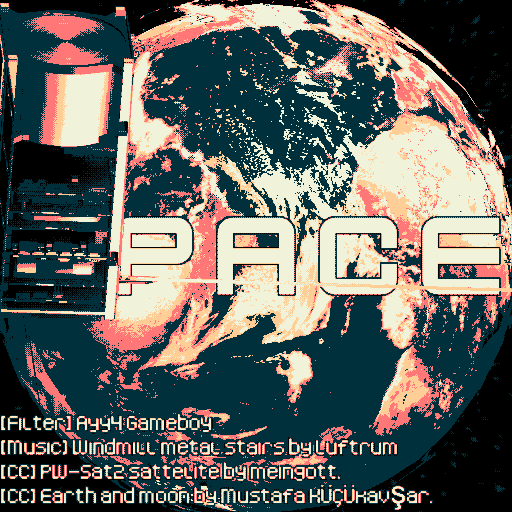 PACE
[Filter] Ayy4 Gameboy
[Music] Windmill metal stairs by Luftrum
[CC] PW-Sat2 sattelite by meingott.
[CC] Earth and moon by Mustafa KÜÇÜkavŞar.